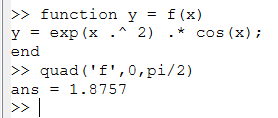 >> function y = f(x)
y = exp(x .^ 2) .* cos(x);
end
>> quad('f',0,pi/2)
ans = 1.8757
>>